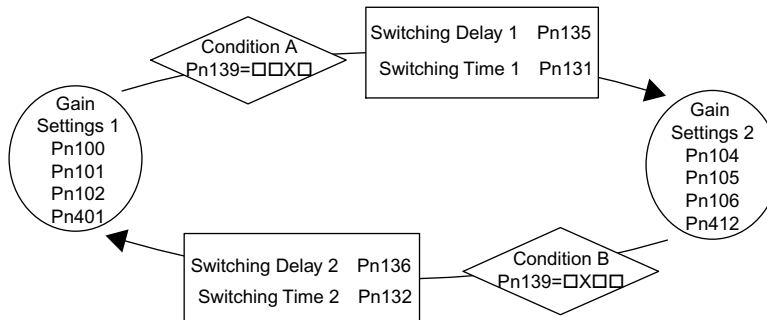 Condition A
Pn139=□□X□
Switching Delay 1 Pn135
Switching Time 1 Pn131
Gain
Settings 1
Pn100
Pn101
Pn102
Pn401
Gain
Settings 2
Pn104
Pn105
Pn106
Pn412
Switching Delay 2 Pn136
Switching Time 2 Pn132
Condition B
Pn139=□X□□